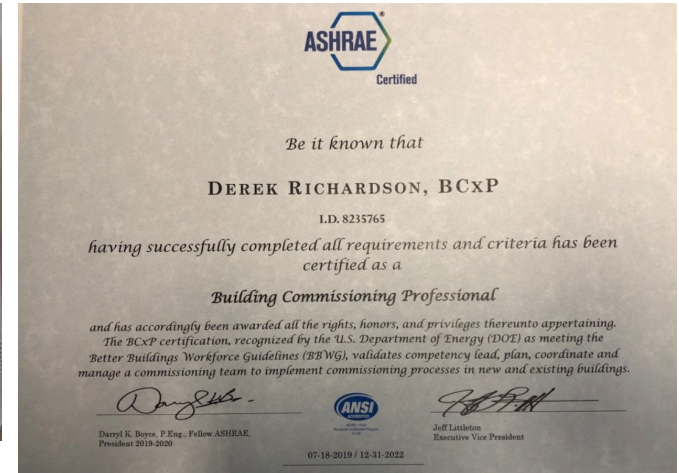 ASHRAE
Certified
Be it known that
DEREK RICHARDSON, BCxP
I.D. 8235765
having successfully completed all requirements and criteria has been
certified as a
Building Commissioning Professional
and has accordingly been awarded all the rights, honors, and privileges thereunto appertaining.
The BCxP certification, recognized by the U.S. Department of Energy (DOE) as meeting the
Better Buildings Workforce Guidelines (BBWG), validates competency lead, plan, coordinate and
manage a commissioning team to implement commissioning processes in new and existing buildings.
ANSI
Darryl K. Boyce, P.Eng., Fellow ASHRAE,
President 2019-2020
Jeff Littleton
Executive Vice President
07-18-2019 / 12-31-2022